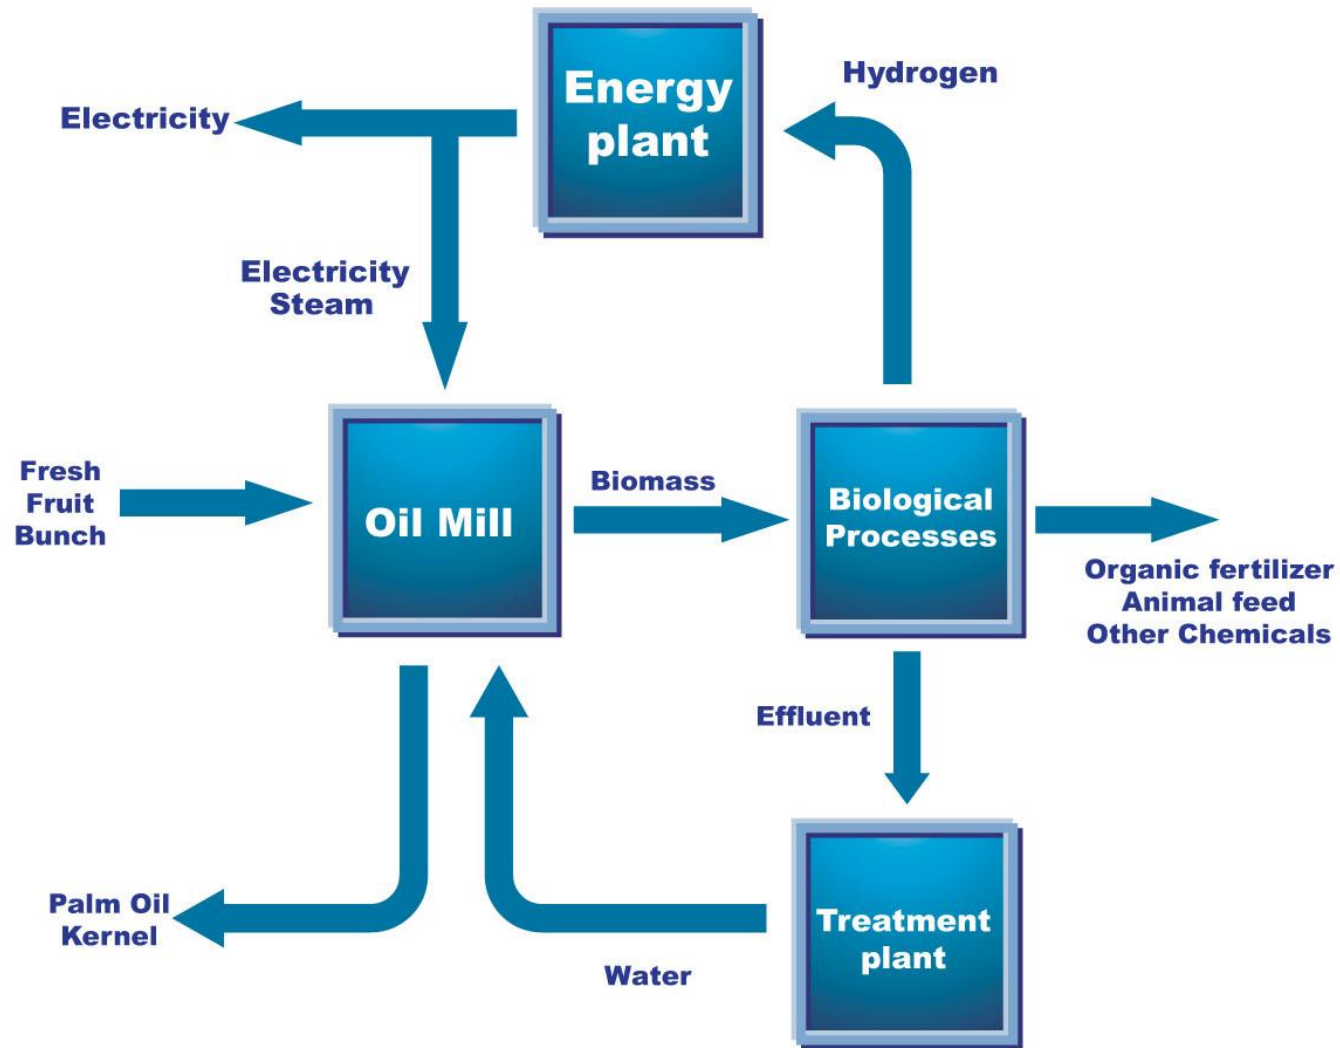 Energy
plant
Hydrogen
Electricity
Electricity
Steam
Fresh
Fruit
Bunch
Oil Mill
Biomass
Biological
Processes
Organic fertilizer
Animal feed
Other Chemicals
Effluent
Palm Oil
Kernel
Water
Treatment
plant